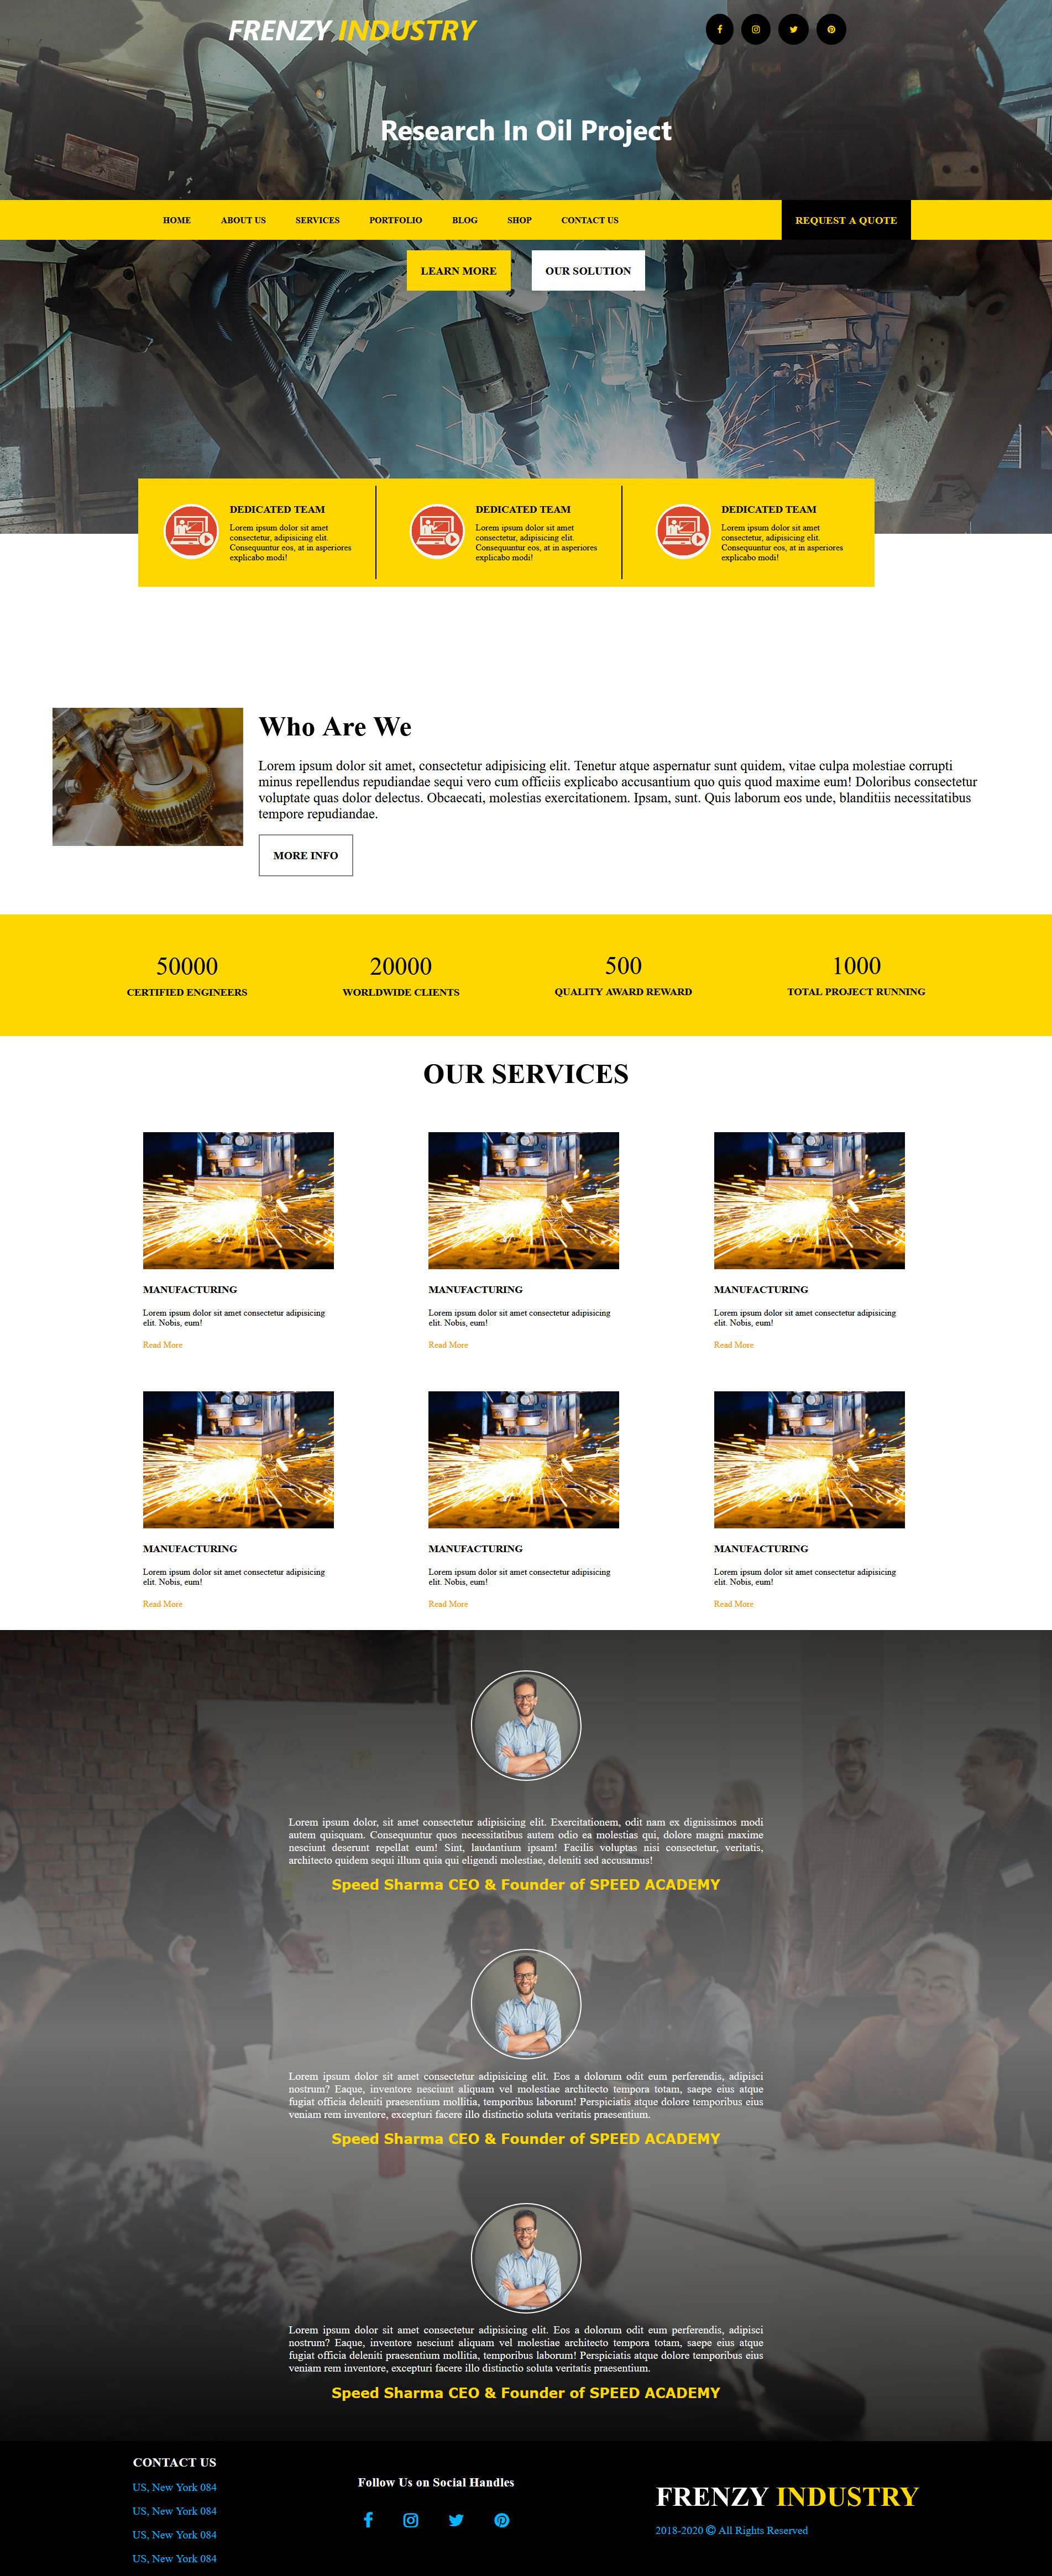 FRENZY INDUSTRY
Research In Oil Project
HOME ABOUT US SERVICES PORTFOLIO BLOG SHOP CONTACT US REQUEST A QUOTE
LEARN MORE OUR SOLUTION
DEDICATED TEAM
Lorem ipsum dolor sit amet
consectetur, adipisicing elit.
Consequuntur eos, at in asperiores
explicabo modi!
DEDICATED TEAM
Lorem ipsum dolor sit amet
consectetur, adipisicing elit.
Consequuntur eos, at in asperiores
explicabo modi!
DEDICATED TEAM
Lorem ipsum dolor sit amet
consectetur, adipisicing elit.
Consequuntur eos, at in asperiores
explicabo modi!
Who Are We
Lorem ipsum dolor sit amet, consectetur adipisicing elit. Tenetur atque aspernatur sunt quidem, vitae culpa molestiae corrupti
minus repellendus repudiandae sequi vero cum officiis explicabo accusantium quo quis quod maxime eum! Doloribus consectetur
voluptate quas dolor delectus. Obcaecati, molestias exercitationem. Ipsam, sunt. Quis laborum eos unde, blanditiis necessitatibus
tempore repudiandae.
MORE INFO
50000
CERTIFIED ENGINEERS
20000
WORLDWIDE CLIENTS
500
QUALITY AWARD REWARD
1000
TOTAL PROJECT RUNNING
OUR SERVICES
MANUFACTURING
Lorem ipsum dolor sit amet consectetur adipisicing
elit. Nobis, eum!
Read More
MANUFACTURING
Lorem ipsum dolor sit amet consectetur adipisicing
elit. Nobis, eum!
Read More
MANUFACTURING
Lorem ipsum dolor sit amet consectetur adipisicing
elit. Nobis, eum!
Read More
MANUFACTURING
Lorem ipsum dolor sit amet consectetur adipisicing
elit. Nobis, eum!
Read More
MANUFACTURING
Lorem ipsum dolor sit amet consectetur adipisicing
elit. Nobis, eum!
Read More
MANUFACTURING
Lorem ipsum dolor sit amet consectetur adipisicing
elit. Nobis, eum!
Read More
Lorem ipsum dolor, sit amet consectetur adipisicing elit. Exercitationem, odit nam ex dignissimos modi
autem quisquam. Consequuntur quos necessitatibus autem odio ea molestias qui, dolore magni maxime
nesciunt deserunt repellat eum! Sint, laudantium ipsam! Facilis voluptas nisi consectetur, veritatis,
architecto quidem sequi illum quia qui eligendi molestiae, deleniti sed accusamus!
Speed Sharma CEO & Founder of SPEED ACADEMY
Lorem ipsum dolor sit amet consectetur adipisicing elit. Eos a dolorum odit eum perferendis, adipisci
nostrum? Eaque, inventore nesciunt aliquam vel molestiae architecto tempora totam, saepe eius atque
fugiat officia deleniti praesentium mollitia, temporibus laborum! Perspiciatis atque dolore temporibus eius
veniam rem inventore, excepturi facere illo distinctio soluta veritatis praesentium.
Speed Sharma CEO & Founder of SPEED ACADEMY
Lorem ipsum dolor sit amet consectetur adipisicing elit. Eos a dolorum odit eum perferendis, adipisci
nostrum? Eaque, inventore nesciunt aliquam vel molestiae architecto tempora totam, saepe eius atque
fugiat officia deleniti praesentium mollitia, temporibus laborum! Perspiciatis atque dolore temporibus eius
veniam rem inventore, excepturi facere illo distinctio soluta veritatis praesentium.
Speed Sharma CEO & Founder of SPEED ACADEMY
CONTACT US
US, New York 084
US, New York 084
US, New York 084
US, New York 084
Follow Us on Social Handles
FRENZY INDUSTRY
2018-2020 © All Rights Reserved